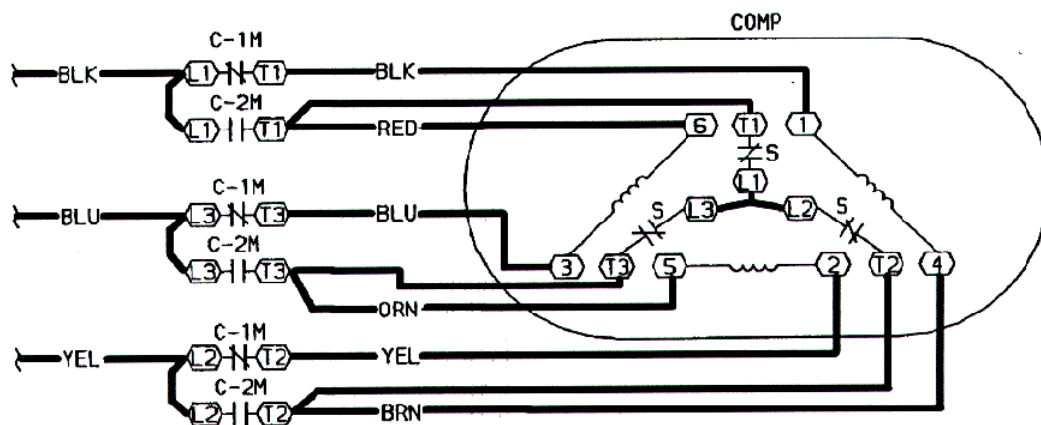 COMP
C-1M
BLK L1 T1 BLK
C-2M
L1 T1 RED 6 T1 1
S
L1
C-1M
BLU L3 T3 BLU S L3 L2 S
C-2M
L3 T3 3 T3 5 2 T2 4
ORN
C-1M
YEL L2 T2 YEL
C-2M
L2 T2 BRN